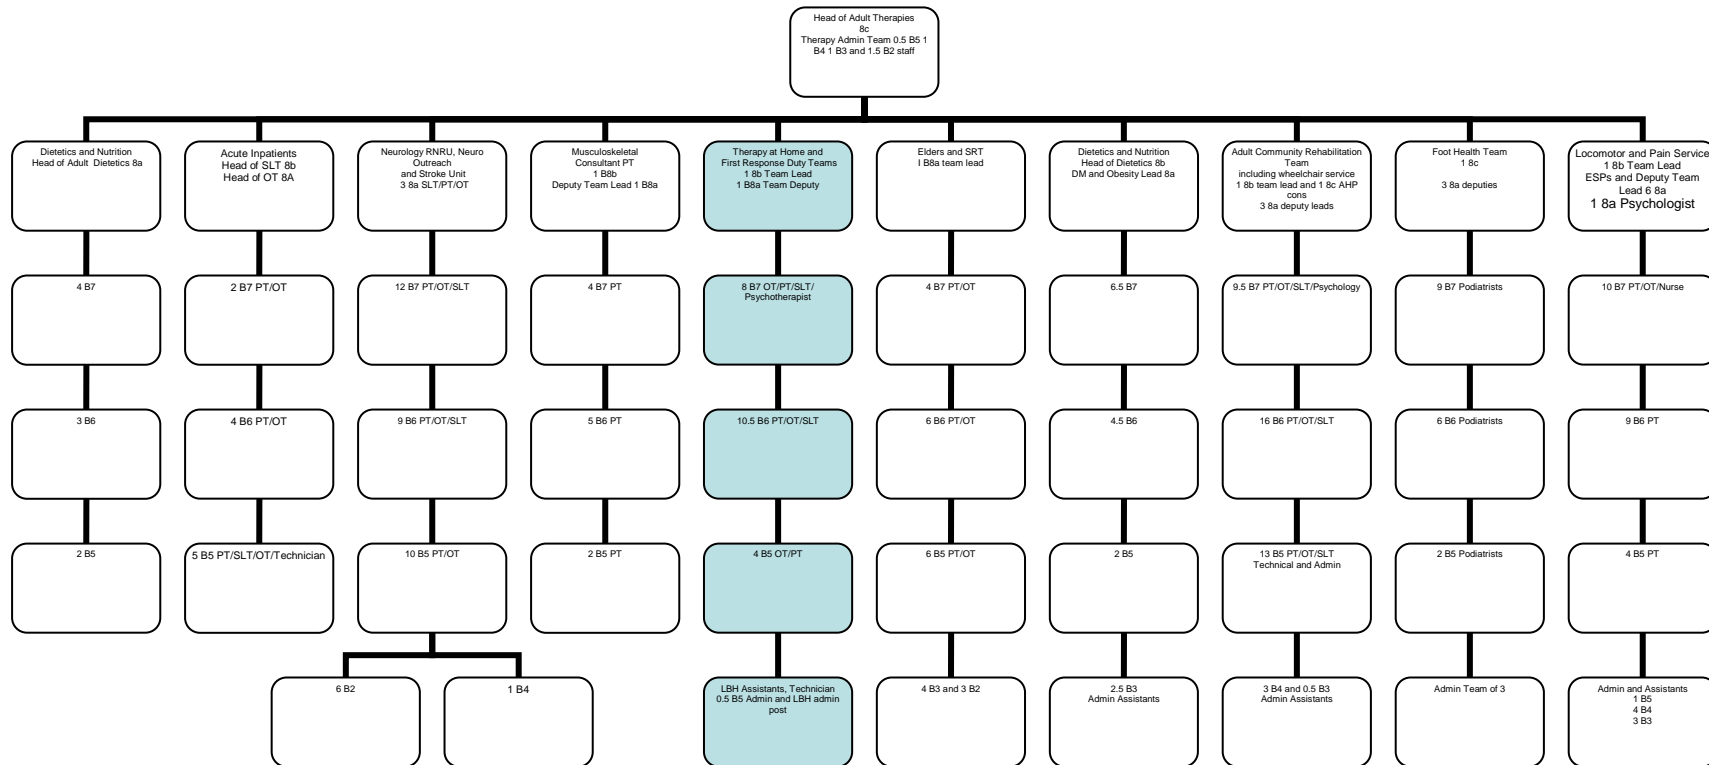 Head of Adult Therapies
8c
Therapy Admin Team 0.5 B5 1
B4 1 B3 and 1.5 B2 staff
Dietetics and Nutrition
Head of Adult Dietetics 8a
Acute Inpatients
Head of SLT 8b
Head of OT 8A
Neurology RNRU, Neuro
Outreach
and Stroke Unit
3 8a SLT/PT/OT
Musculoskeletal
Consultant PT
1 B8b
Deputy Team Lead 1 B8a
Therapy at Home and
First Response Duty Teams
1 8b Team Lead
1 B8a Team Deputy
Elders and SRT
I B8a team lead
Dietetics and Nutrition
Head of Dietetics 8b
DM and Obesity Lead 8a
Adult Community Rehabilitation
Team
including wheelchair service
1 8b team lead and 1 8c AHP
cons
3 8a deputy leads
Foot Health Team
1 8c
3 8a deputies
Locomotor and Pain Service
1 8b Team Lead
ESPs and Deputy Team
Lead 6 8a
1 8a Psychologist
4 B7
2 B7 PT/OT
12 B7 PT/OT/SLT
4 B7 PT
8 B7 OT/PT/SLT/
Psychotherapist
4 B7 PT/OT
6.5 B7
9.5 B7 PT/OT/SLT/Psychology
9 B7 Podiatrists
10 B7 PT/OT/Nurse
3 B6
4 B6 PT/OT
9 B6 PT/OT/SLT
5 B6 PT
10.5 B6 PT/OT/SLT
6 B6 PT/OT
4.5 B6
16 B6 PT/OT/SLT
6 B6 Podiatrists
9 B6 PT
2 B5
5 B5 PT/SLT/OT/Technician
10 B5 PT/OT
2 B5 PT
4 B5 OT/PT
6 B5 PT/OT
2 B5
13 B5 PT/OT/SLT
Technical and Admin
2 B5 Podiatrists
4 B5 PT
6 B2
1 B4
LBH Assistants, Technician
0.5 B5 Admin and LBH admin
post
4 B3 and 3 B2
2.5 B3
Admin Assistants
3 B4 and 0.5 B3
Admin Assistants
Admin Team of 3
Admin and Assistants
1 B5
4 B4
3 B3